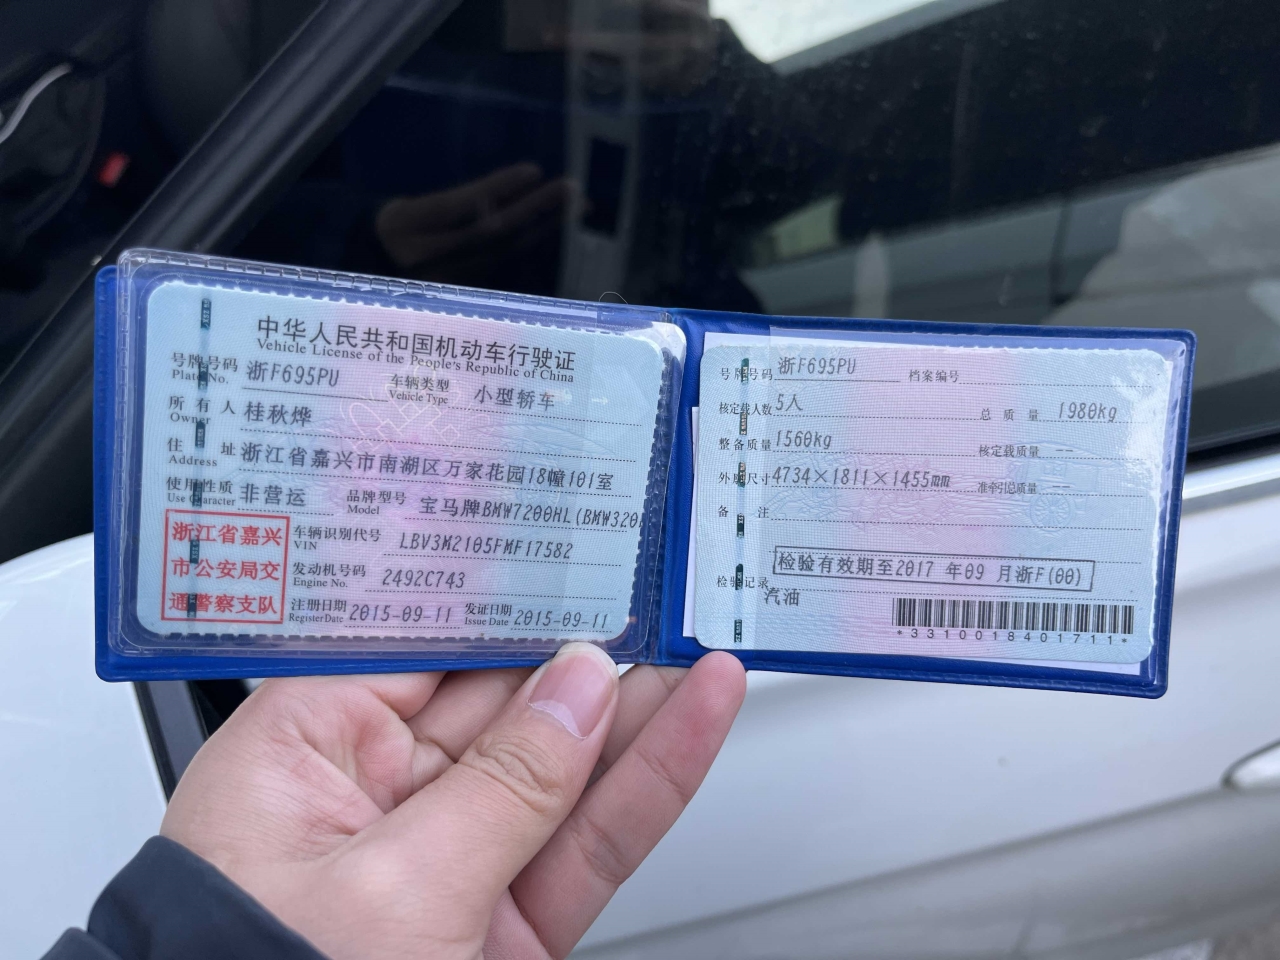 中华人民共和国机动车行驶证
Vehicle License of the People's Republic of China
号牌号码 浙F695PU 车辆类型 小型轿车
Plate No. Vehicle Type
所有人 桂秋烨
Owner
住址 浙江省嘉兴市南湖区万家花园18幢101室
Address
使用性质 非营运 品牌型号 宝马牌BMW7200HL(BMW320
Use Character Model
浙江省嘉兴
市公安局交
通警察支队
车辆识别代号 LBV3M2105FMF17582
VIN
发动机号码 2492C743
Engine No.
注册日期 2015-09-11 发证日期 2015-09-11
Register Date Issue Date
号牌号码 浙F695PU 档案编号
核定载人数 5人 总质量 1980kg
整备质量 1560kg 核定载质量 --
外廓尺寸 4734×1811×1455mm 准牵引总质量 --
备注
检验记录 检验有效期至2017 年09 月浙F(00)
汽油
*3310018401711*